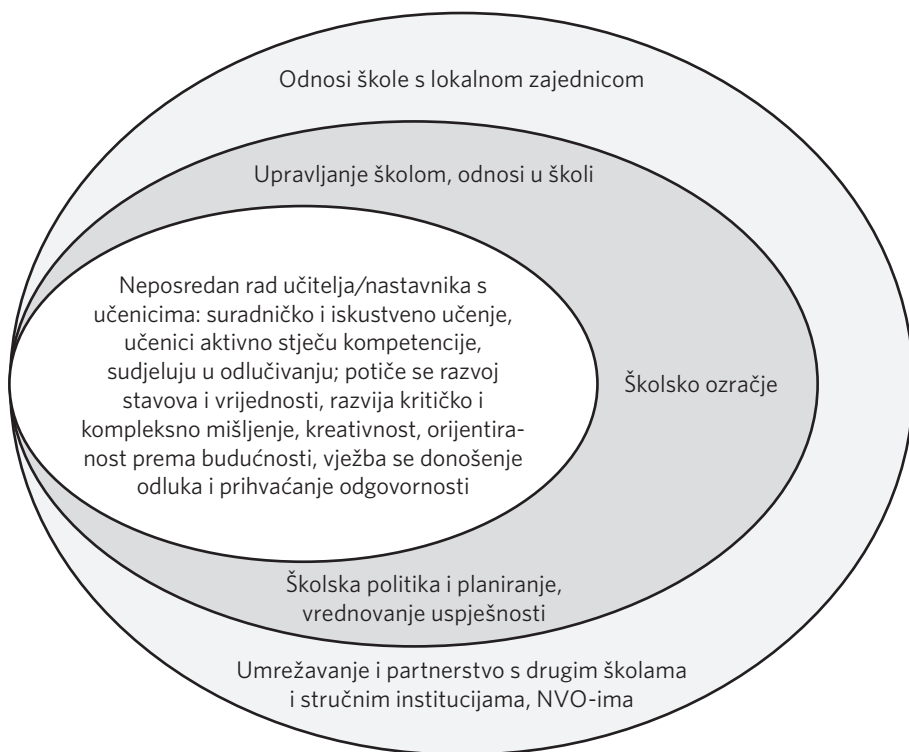 Odnosi škole s lokalnom zajednicom
Upravljanje školom, odnosi u školi
Neposredan rad učitelja/nastavnika s
učenicima: suradničko i iskustveno učenje,
učenici aktivno stječu kompetencije,
sudjeluju u odlučivanju; potiče se razvoj
stavova i vrijednosti, razvija kritičko i
kompleksno mišljenje, kreativnost, orijentira-
nost prema budućnosti, vježba se donošenje
odluka i prihvaćanje odgovornosti
Školsko ozračje
Školska politika i planiranje,
vrednovanje uspješnosti
Umrežavanje i partnerstvo s drugim školama
i stručnim institucijama, NVO-ima